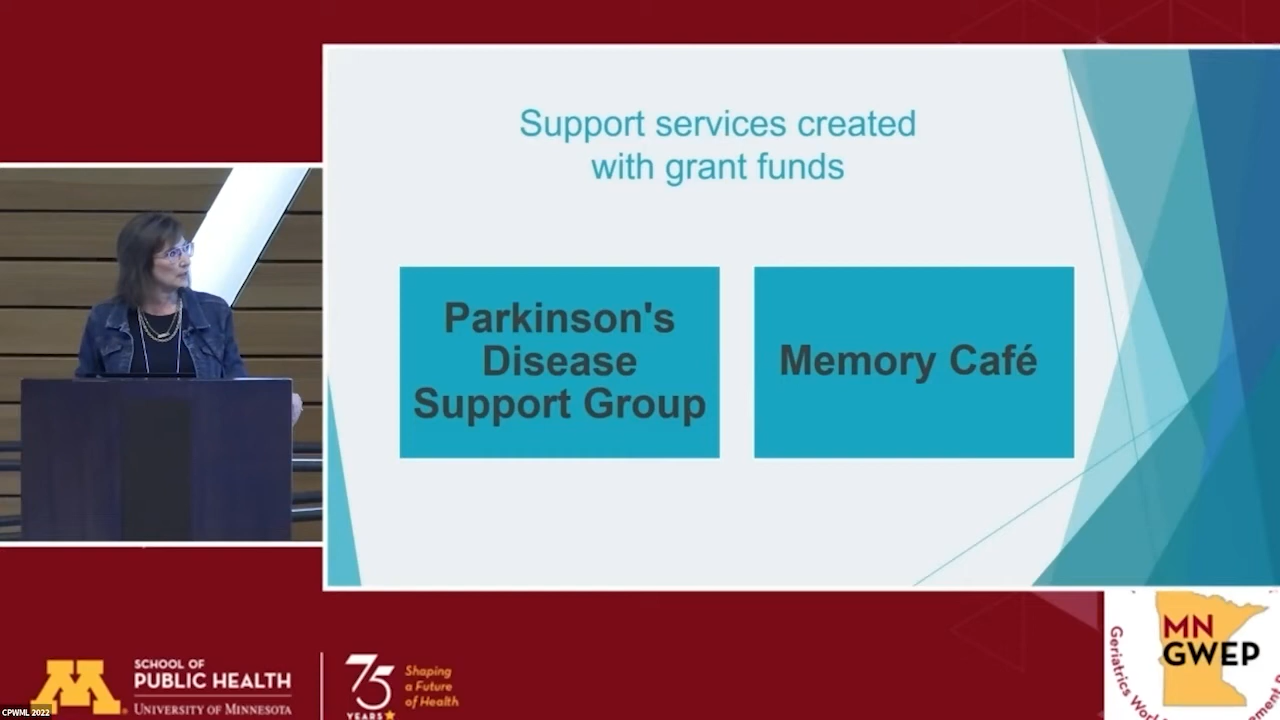 Support services created
with grant funds
Parkinson's
Disease
Support Group
Memory Café
M
SCHOOL OF
PUBLIC HEALTH
UNIVERSITY OF MINNESOTA
75
YEARS
Shaping
a Future
of Health
MN
GWEP
Geriatrics
CPWML 2022